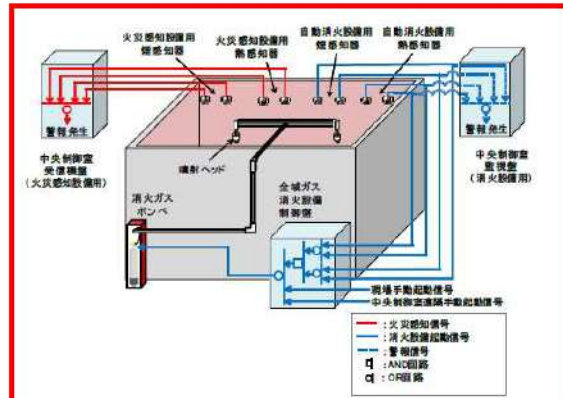 火災感知設備用
煙感知器
火災感知設備用
熱感知器
自動消火設備用
煙感知器
自動消火設備用
熱感知器
警報発生
中央制御室
受信機盤
(火災感知設備用)
警報発生
中央制御室
監視盤
(消火設備用)
噴射ヘッド
消火ガス
ボンベ
全域ガス
消火設備
制御盤
現場手動起動信号
中央制御室遠隔手動起動信号
:火災感知信号
:消火設備起動信号
:警報信号
:AND回路
:OR回路